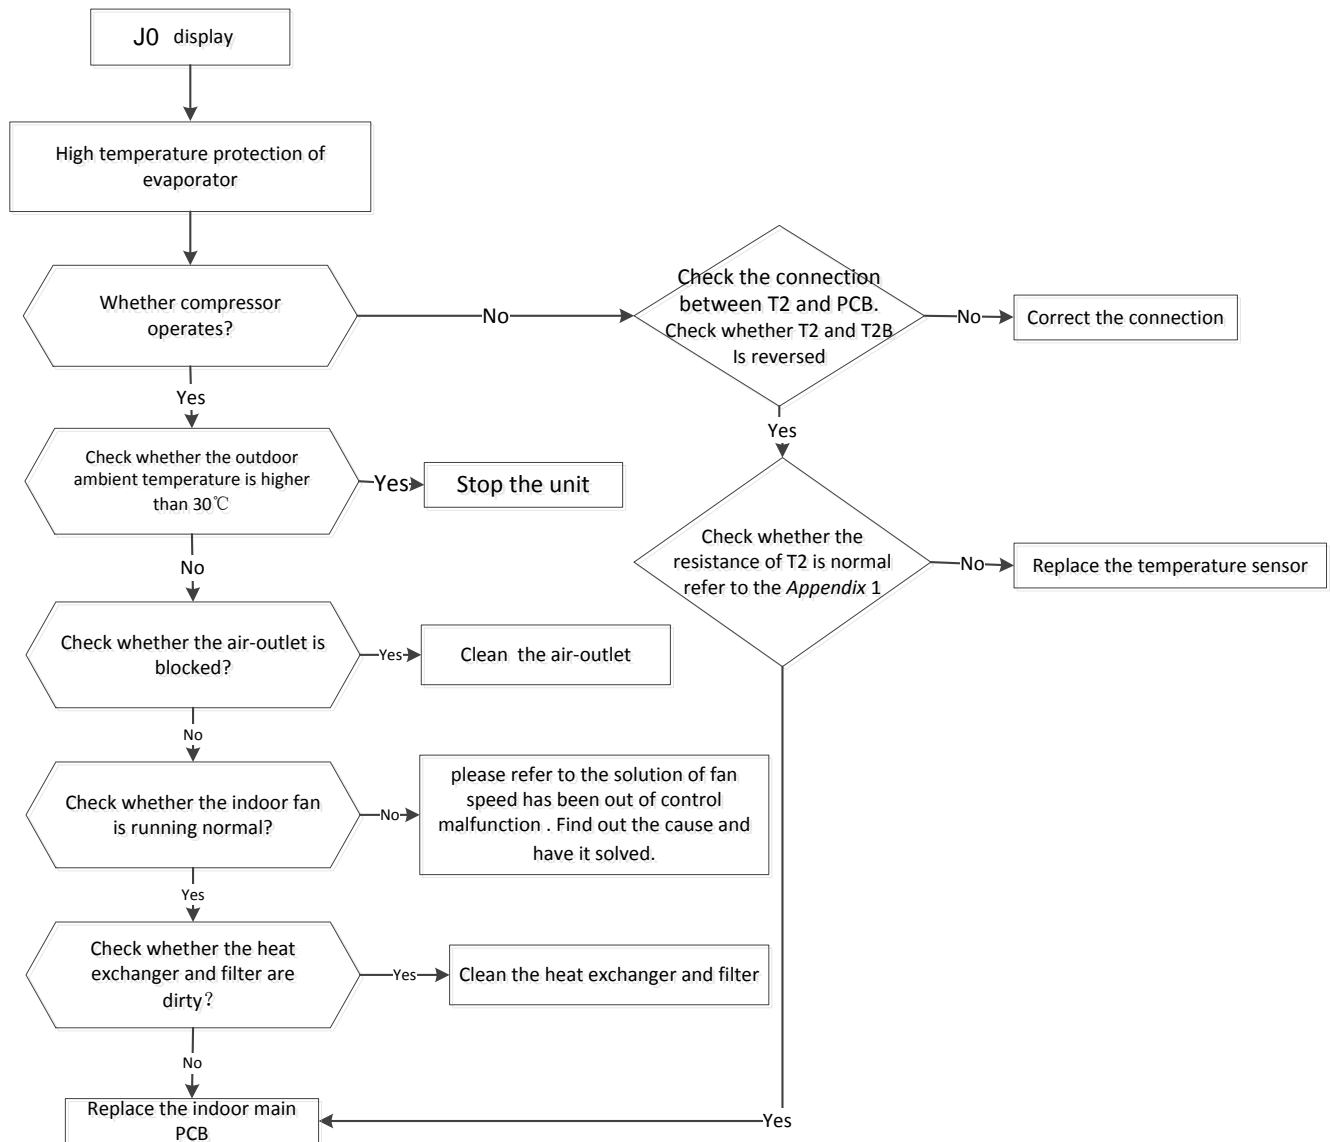 J0 display
High temperature protection of
evaporator
Whether compressor
operates?
No
Check the connection
between T2 and PCB.
Check whether T2 and T2B
Is reversed
No
Correct the connection
Yes
Yes
Check whether the outdoor
ambient temperature is higher
than 30℃
Yes
Stop the unit
No
Check whether the
resistance of T2 is normal
refer to the Appendix 1
No
Replace the temperature sensor
Check whether the air-outlet is
blocked?
Yes
Clean the air-outlet
No
Check whether the indoor fan
is running normal?
No
please refer to the solution of fan
speed has been out of control
malfunction . Find out the cause and
have it solved.
Yes
Check whether the heat
exchanger and filter are
dirty?
Yes
Clean the heat exchanger and filter
No
Replace the indoor main
PCB
Yes